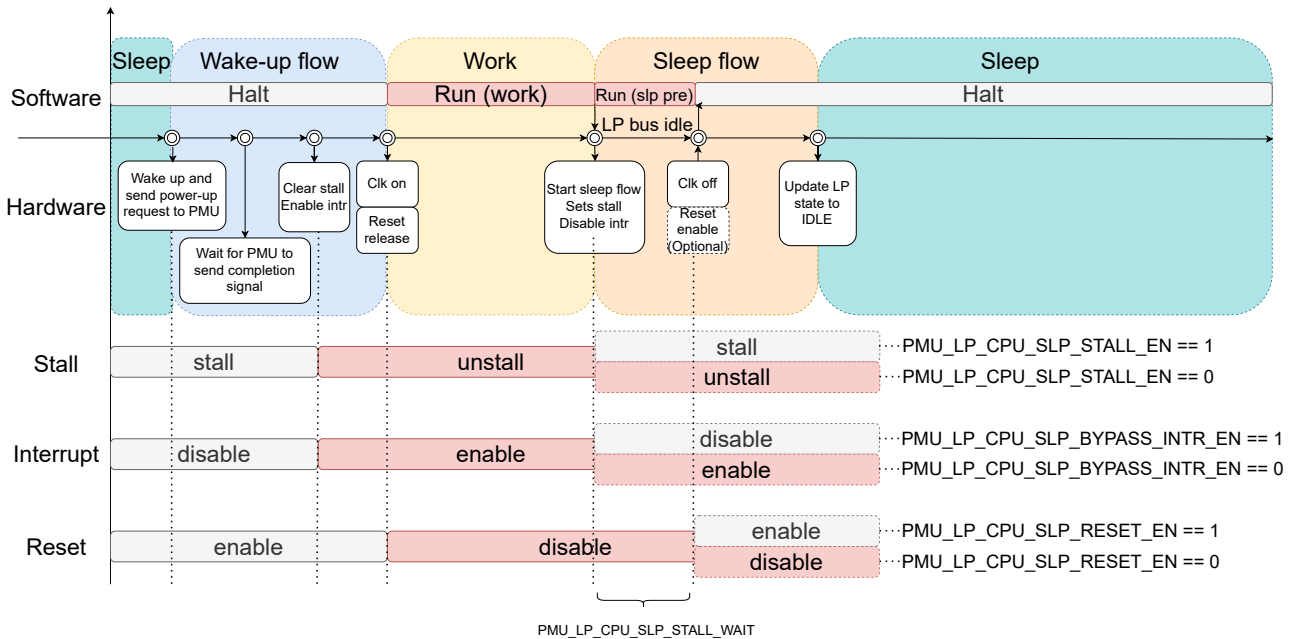 Sleep
Wake-up flow
Work
Sleep flow
Sleep
Software
Halt
Run (work)
Run (slp pre)
Halt
LP bus idle
Hardware
Wake up and
send power-up
request to PMU
Wait for PMU to
send completion
signal
Clear stall
Enable intr
Clk on
Reset
release
Start sleep flow
Sets stall
Disable intr
Clk off
Reset
enable
(Optional)
Update LP
state to
IDLE
Stall
stall
unstall
stall
PMU_LP_CPU_SLP_STALL_EN == 1
unstall
PMU_LP_CPU_SLP_STALL_EN == 0
Interrupt
disable
enable
disable
PMU_LP_CPU_SLP_BYPASS_INTR_EN == 1
enable
PMU_LP_CPU_SLP_BYPASS_INTR_EN == 0
Reset
enable
disable
enable
PMU_LP_CPU_SLP_RESET_EN == 1
disable
PMU_LP_CPU_SLP_RESET_EN == 0
PMU_LP_CPU_SLP_STALL_WAIT